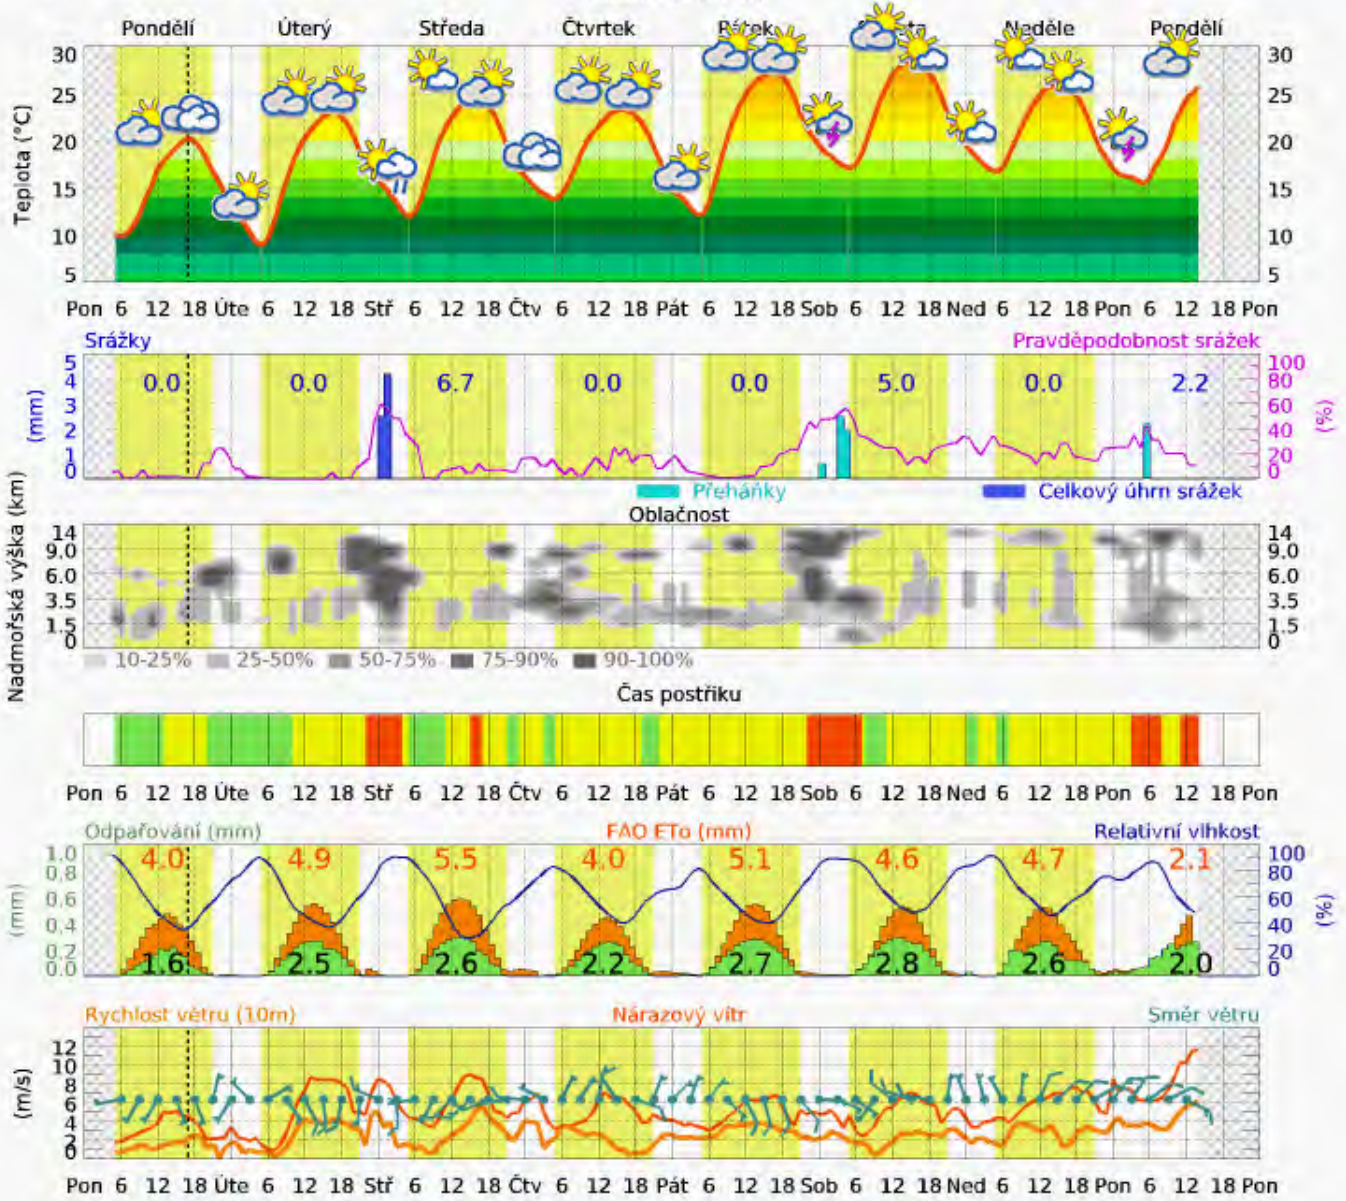 Pondělí Úterý Středa Čtvrtek Pátek Neděle Pondělí
Teplota (°C)
30 30
25 25
20 20
15 15
10 10
5 5
Pon 6 12 18 Úte 6 12 18 Stř 6 12 18 Čtv 6 12 18 Pát 6 12 18 Sob 6 12 18 Ned 6 12 18 Pon 6 12 18 Pon
Srážky Pravděpodobnost srážek
(mm)
5 100
4 80
3 60
2 40
1 20
0 0
(%)
0.0 0.0 6.7 0.0 0.0 5.0 0.0 2.2
Přeháňky Celkový úhrn srážek
Oblačnost
Nadmořská výška (km)
14 14
9.0 9.0
6.0 6.0
3.5 3.5
1.5 1.5
0 0
10-25% 25-50% 50-75% 75-90% 90-100%
Čas postřiku
Pon 6 12 18 Úte 6 12 18 Stř 6 12 18 Čtv 6 12 18 Pát 6 12 18 Sob 6 12 18 Ned 6 12 18 Pon 6 12 18 Pon
Odpařování (mm) FAO ETo (mm) Relativní vlhkost
(mm)
1.0 100
0.8 80
0.6 60
0.4 40
0.2 20
0.0 0
(%)
4.0 4.9 5.5 4.0 5.1 4.6 4.7 2.1
1.6 2.5 2.6 2.2 2.7 2.8 2.6 2.0
Rychlost větru (10m) Nárazový vítr Směr větru
(m/s)
12
10
8
6
4
2
0
Pon 6 12 18 Úte 6 12 18 Stř 6 12 18 Čtv 6 12 18 Pát 6 12 18 Sob 6 12 18 Ned 6 12 18 Pon 6 12 18 Pon